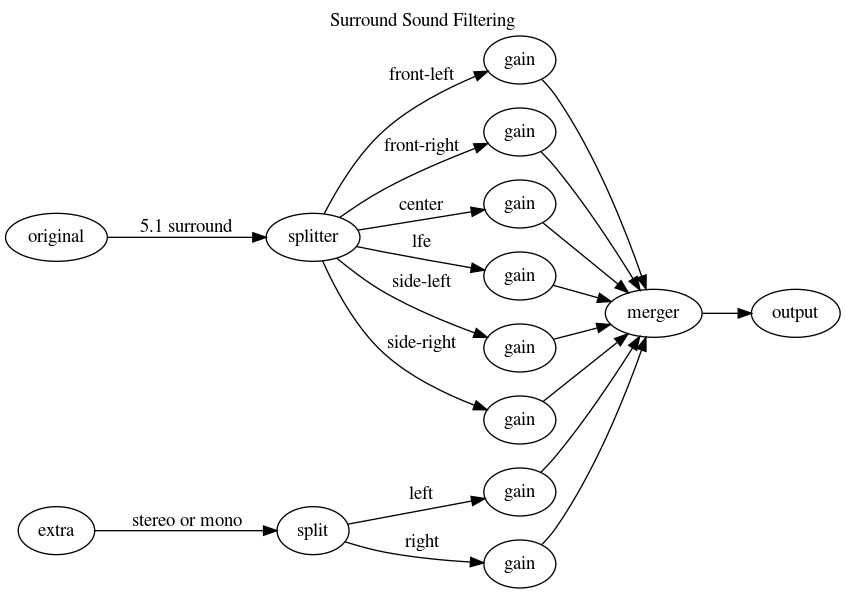 Surround Sound Filtering
gain
front-left
gain
front-right
gain
center
original
5.1 surround
splitter
lfe
gain
side-left
merger
output
side-right
gain
gain
left
gain
extra
stereo or mono
split
right
gain